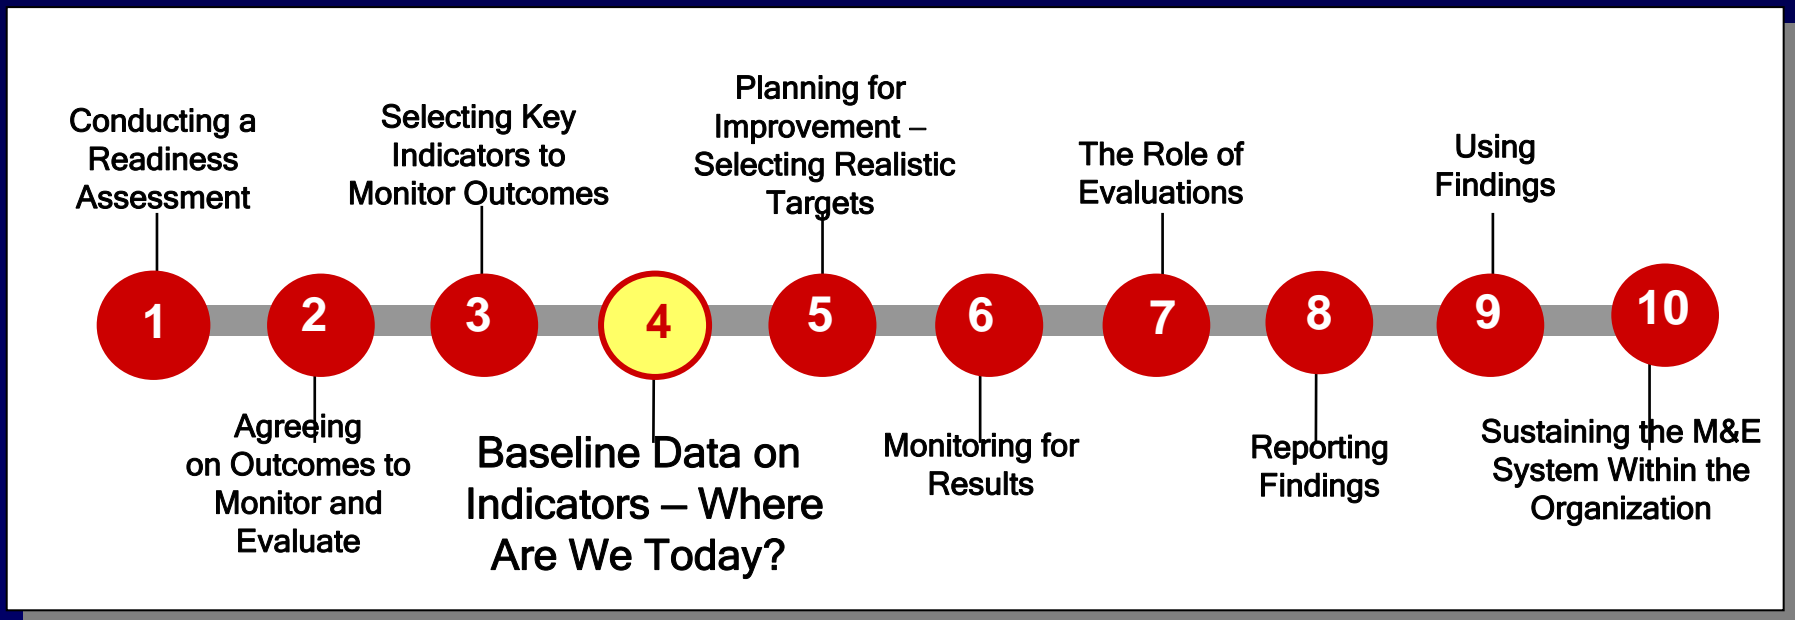 Conducting a
Readiness
Assessment
Selecting Key
Indicators to
Monitor Outcomes
Planning for
Improvement –
Selecting Realistic
Targets
The Role of
Evaluations
Using
Findings
1 2 3 4 5 6 7 8 9 10
Agreeing
on Outcomes to
Monitor and
Evaluate
Baseline Data on
Indicators – Where
Are We Today?
Monitoring for
Results
Reporting
Findings
Sustaining the M&E
System Within the
Organization